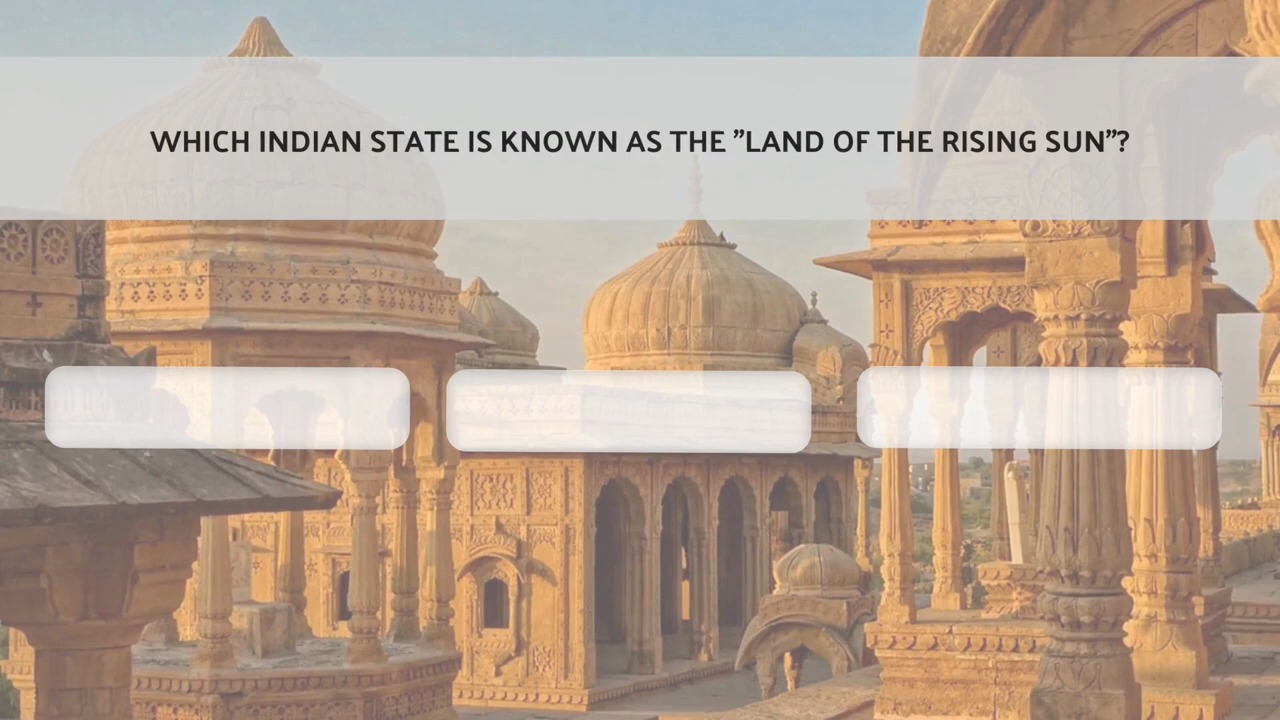 WHICH INDIAN STATE IS KNOWN AS THE ”LAND OF THE RISING SUN”?